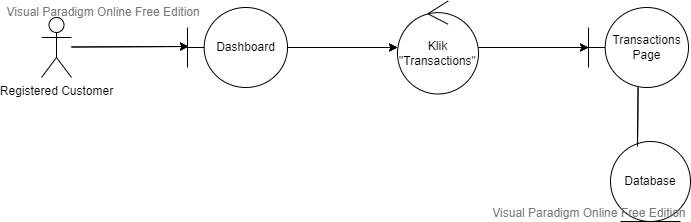 Visual Paradigm Online Free Edition
Registered Customer
Dashboard
Klik
"Transactions"
Transactions
Page
Database
Visual Paradigm Online Free Edition